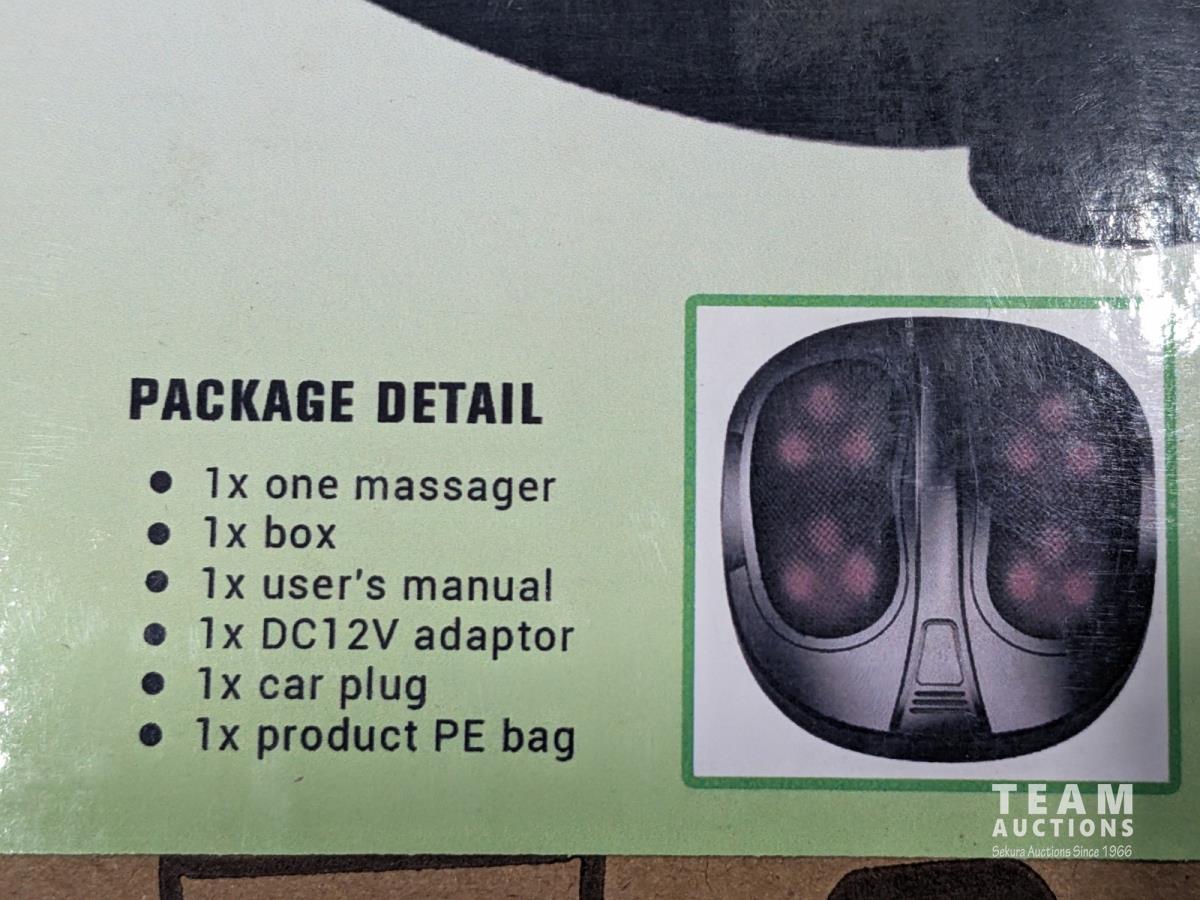 PACKAGE DETAIL
● 1x one massager
● 1x box
● 1x user's manual
● 1x DC12V adaptor
● 1x car plug
● 1x product PE bag
TEAM
AUCTIONS
Sekura Auctions Since 1966